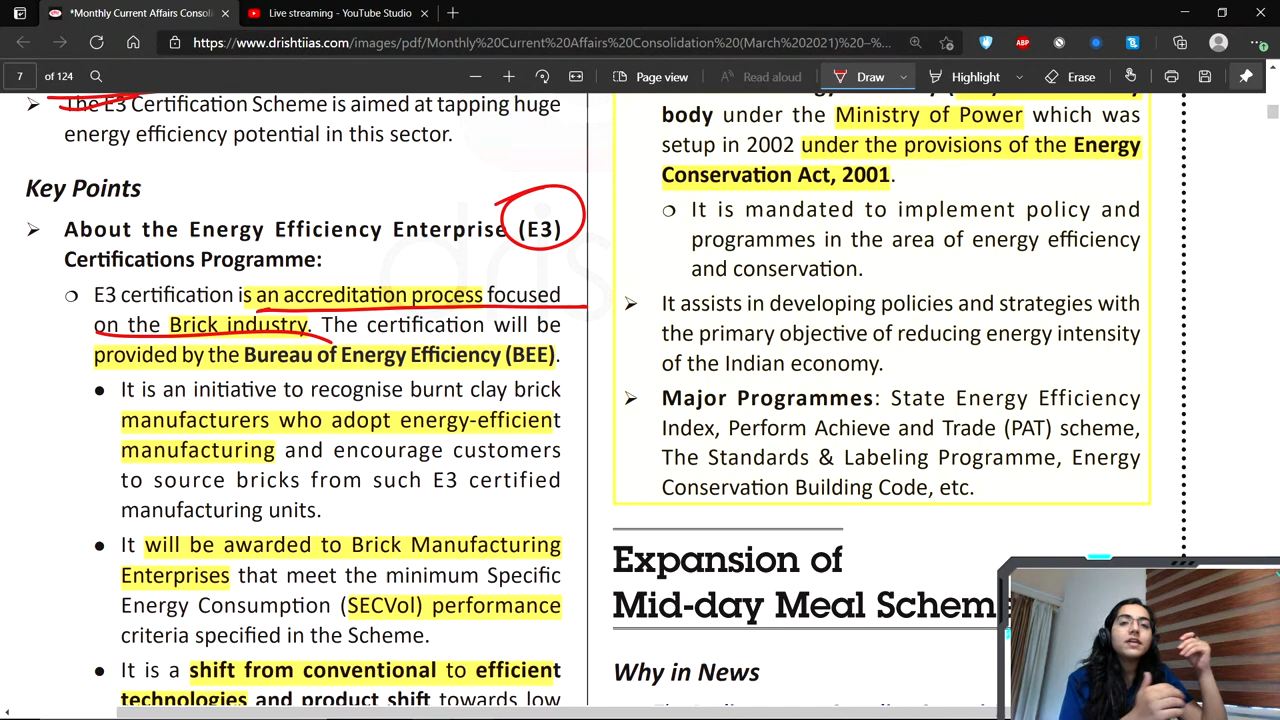 *Monthly Current Affairs Consoli
Live streaming - YouTube Studio
https://www.drishtiias.com/images/pdf/Monthly%20Current%20Affairs%20Consolidation%20(March%202021)%20–%...
ABP
7 of 124
Page view
Read aloud
Draw
Highlight
Erase
The E3 Certification Scheme is aimed at tapping huge
energy efficiency potential in this sector.
Key Points
About the Energy Efficiency Enterprise (E3)
Certifications Programme:
E3 certification is an accreditation process focused
on the Brick industry. The certification will be
provided by the Bureau of Energy Efficiency (BEE).
It is an initiative to recognise burnt clay brick
manufacturers who adopt energy-efficient
manufacturing and encourage customers
to source bricks from such E3 certified
manufacturing units.
It will be awarded to Brick Manufacturing
Enterprises that meet the minimum Specific
Energy Consumption (SECVol) performance
criteria specified in the Scheme.
It is a shift from conventional to efficient
technologies and product shift towards low
body under the Ministry of Power which was
setup in 2002 under the provisions of the Energy
Conservation Act, 2001.
It is mandated to implement policy and
programmes in the area of energy efficiency
and conservation.
It assists in developing policies and strategies with
the primary objective of reducing energy intensity
of the Indian economy.
Major Programmes: State Energy Efficiency
Index, Perform Achieve and Trade (PAT) scheme,
The Standards & Labeling Programme, Energy
Conservation Building Code, etc.
Expansion of
Mid-day Meal Schem
Why in News